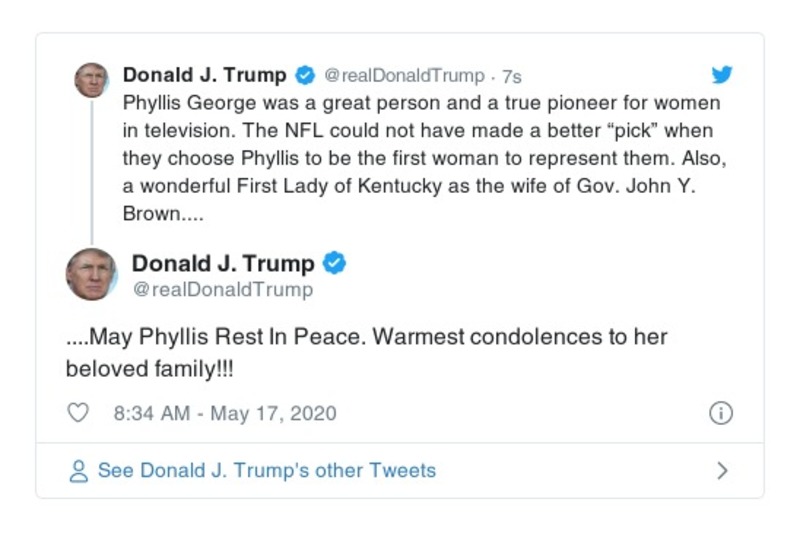 Donald J. Trump @realDonaldTrump · 7s
Phyllis George was a great person and a true pioneer for women
in television. The NFL could not have made a better “pick” when
they choose Phyllis to be the first woman to represent them. Also,
a wonderful First Lady of Kentucky as the wife of Gov. John Y.
Brown....
Donald J. Trump
@realDonaldTrump
....May Phyllis Rest In Peace. Warmest condolences to her
beloved family!!!
8:34 AM - May 17, 2020
See Donald J. Trump's other Tweets